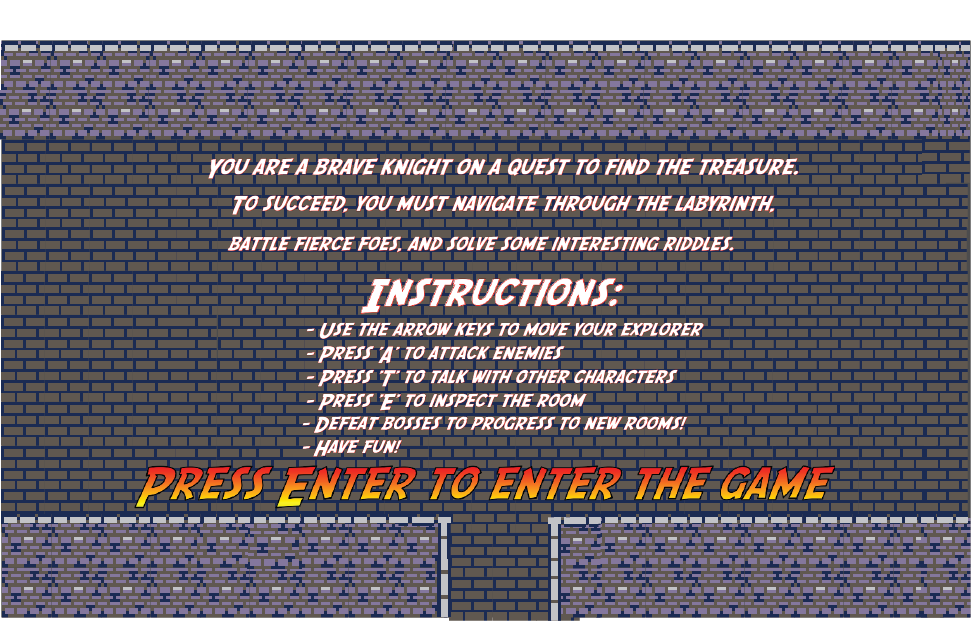 You are a brave knight on a quest to find the treasure.
To succeed, you must navigate through the labyrinth,
battle fierce foes, and solve some interesting riddles.
Instructions:
- Use the arrow keys to move your explorer
- Press 'A' to attack enemies
- Press 'T' to talk with other characters
- Press 'E' to inspect the room
- Defeat bosses to progress to new rooms!
- Have fun!
Press Enter to enter the game